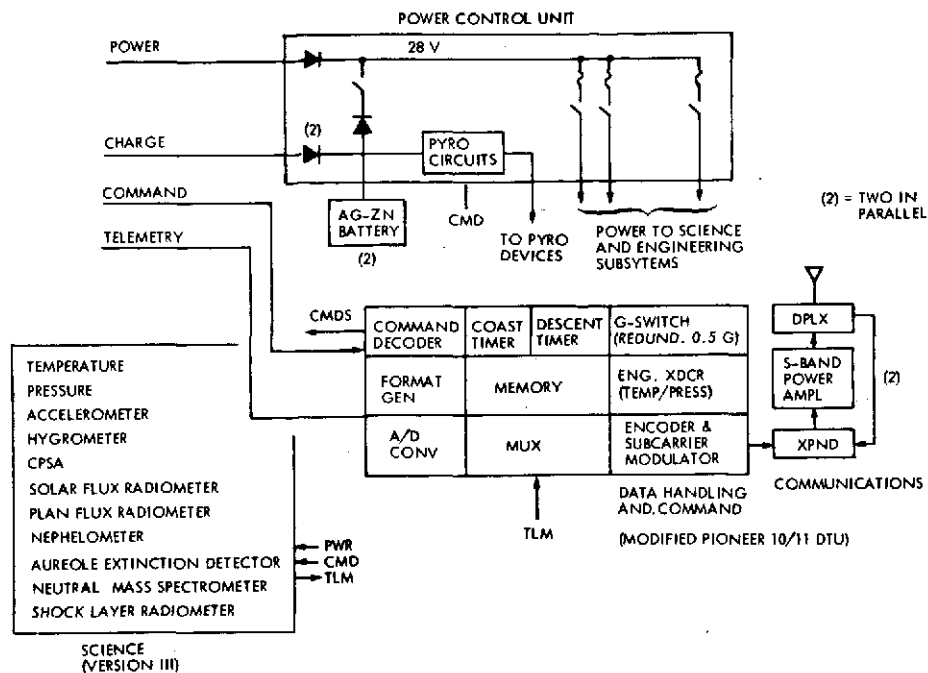 POWER CONTROL UNIT
POWER
28 V
CHARGE
(2)
PYRO
CIRCUITS
COMMAND
AG-ZN
BATTERY
(2)
CMD
TO PYRO
DEVICES
POWER TO SCIENCE
AND ENGINEERING
SUBSYTEMS
(2) = TWO IN
PARALLEL
TELEMETRY
CMDS
COMMAND
DECODER
COAST
TIMER
DESCENT
TIMER
G-SWITCH
(REDUND. 0.5 G)
FORMAT
GEN
MEMORY
ENG. XDCR
(TEMP/PRESS)
A/D
CONV
MUX
ENCODER &
SUBCARRIER
MODULATOR
TLM
DATA HANDLING
AND COMMAND
(MODIFIED PIONEER 10/11 DTU)
DPLX
S-BAND
POWER
AMPL
(2)
XPND
COMMUNICATIONS
TEMPERATURE
PRESSURE
ACCELEROMETER
HYGROMETER
CPSA
SOLAR FLUX RADIOMETER
PLAN FLUX RADIOMETER
NEPHELOMETER
AUREOLE EXTINCTION DETECTOR
NEUTRAL MASS SPECTROMETER
SHOCK LAYER RADIOMETER
PWR
CMD
TLM
SCIENCE
(VERSION III)